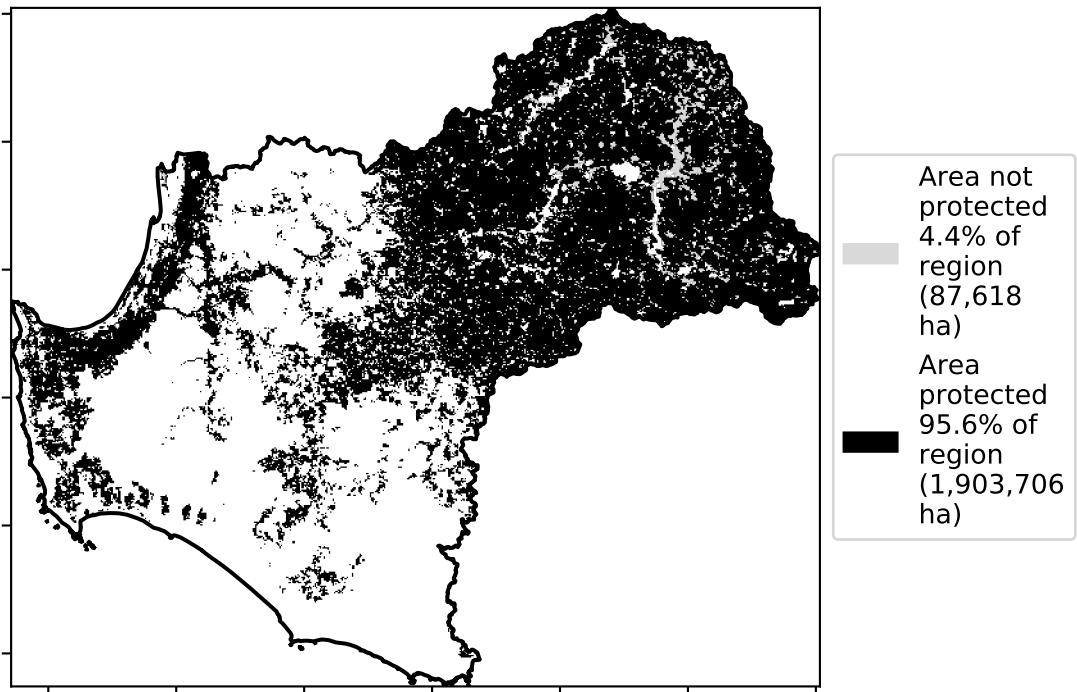 Area not
protected
4.4% of
region
(87,618
ha)
Area
protected
95.6% of
region
(1,903,706
ha)